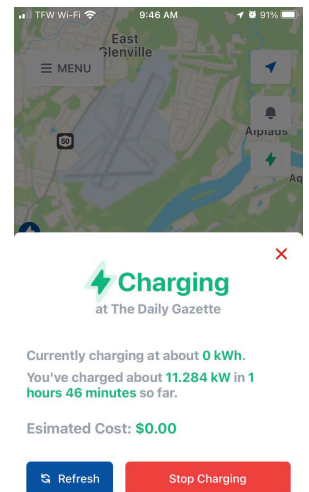 TFW Wi-Fi 9:46 AM 91%
East
Glenville
MENU
50
Alplaus
Aq
Charging
at The Daily Gazette
Currently charging at about 0 kWh.
You've charged about 11.284 kW in 1
hours 46 minutes so far.
Esimated Cost: $0.00
Refresh Stop Charging